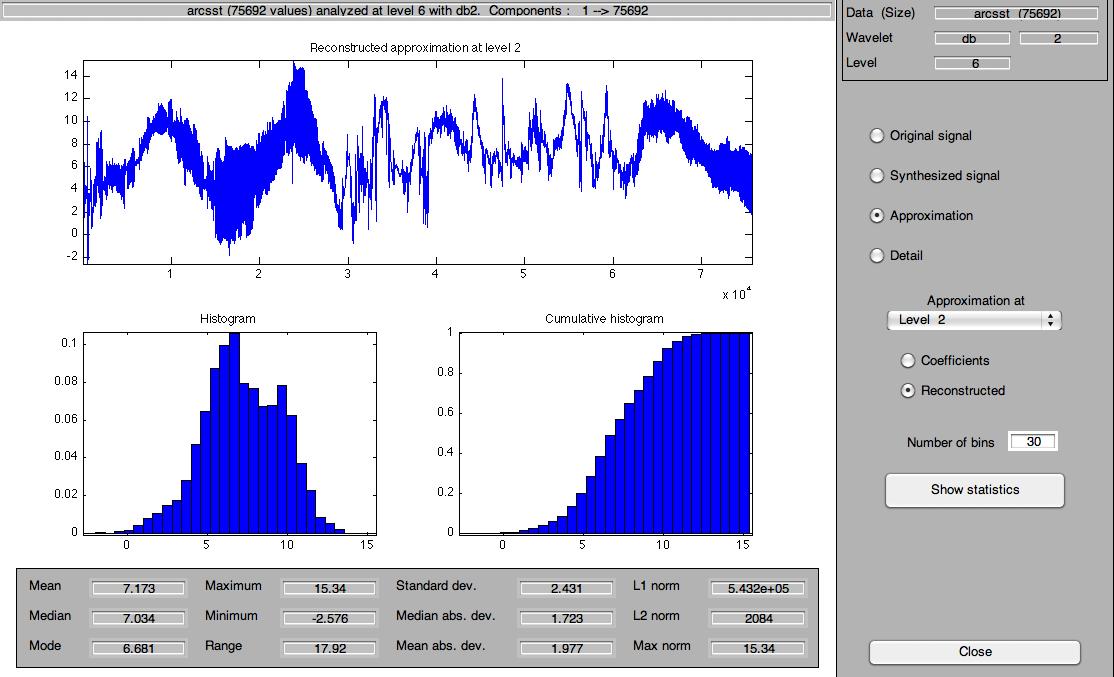 arcsst (75692 values) analyzed at level 6 with db2. Components : 1 --> 75692
Reconstructed approximation at level 2
14
12
10
8
6
4
2
0
-2
1 2 3 4 5 6 7
x 10^4
Histogram
0.1
0.08
0.06
0.04
0.02
0
0 5 10 15
Cumulative histogram
1
0.8
0.6
0.4
0.2
0
0 5 10 15
Mean 7.173 Maximum 15.34 Standard dev. 2.431 L1 norm 5.432e+05
Median 7.034 Minimum -2.576 Median abs. dev. 1.723 L2 norm 2084
Mode 6.681 Range 17.92 Mean abs. dev. 1.977 Max norm 15.34
Data (Size) arcsst (75692)
Wavelet db 2
Level 6
Original signal
Synthesized signal
Approximation
Detail
Approximation at
Level 2
Coefficients
Reconstructed
Number of bins 30
Show statistics
Close